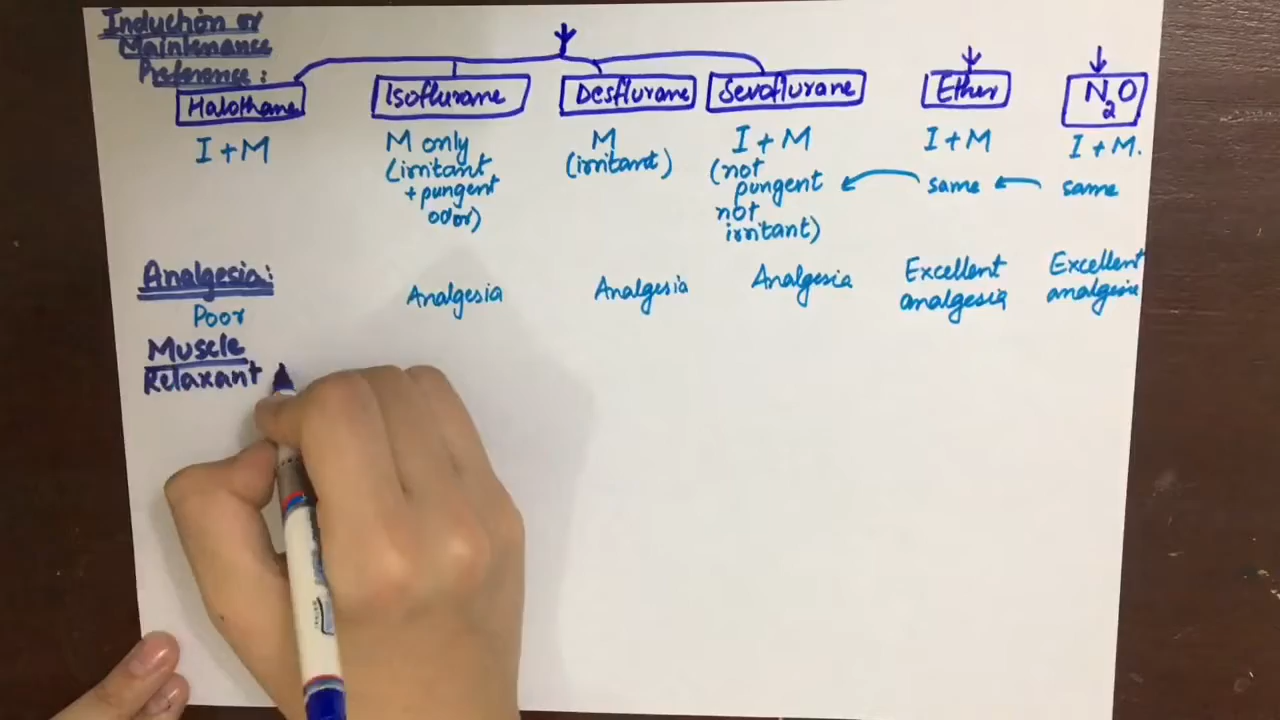 Induction or
Maintenance
Preference:
Halothane
Isoflurane
Desflurane
Sevoflurane
Ether
N2O
I + M
M only
(irritant
+ pungent
odor)
M
(irritant)
I + M
(not
pungent
not
irritant)
I + M
same
I + M.
same
Analgesia:
Poor
Analgesia
Analgesia
Analgesia
Excellent
analgesia
Excellent
analgesia
Muscle
Relaxant